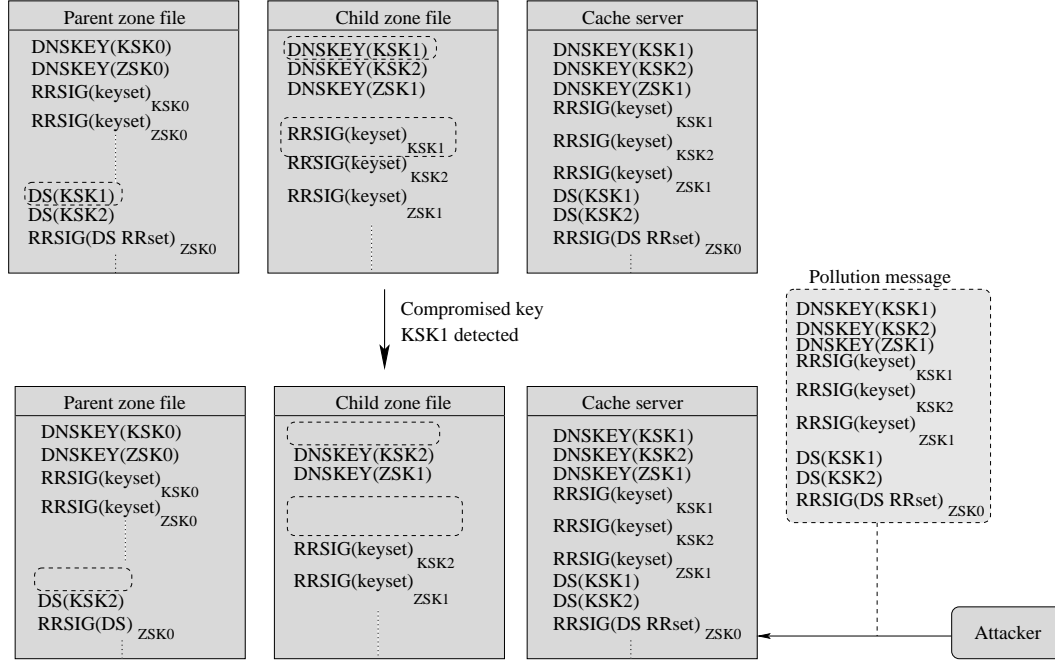 Parent zone file
DNSKEY(KSK0)
DNSKEY(ZSK0)
RRSIG(keyset) KSK0
RRSIG(keyset) ZSK0
DS(KSK1)
DS(KSK2)
RRSIG(DS RRset) ZSK0
Child zone file
DNSKEY(KSK1)
DNSKEY(KSK2)
DNSKEY(ZSK1)
RRSIG(keyset) KSK1
RRSIG(keyset) KSK2
RRSIG(keyset) ZSK1
Cache server
DNSKEY(KSK1)
DNSKEY(KSK2)
DNSKEY(ZSK1)
RRSIG(keyset) KSK1
RRSIG(keyset) KSK2
RRSIG(keyset) ZSK1
DS(KSK1)
DS(KSK2)
RRSIG(DS RRset) ZSK0
Compromised key
KSK1 detected
Pollution message
DNSKEY(KSK1)
DNSKEY(KSK2)
DNSKEY(ZSK1)
RRSIG(keyset) KSK1
RRSIG(keyset) KSK2
RRSIG(keyset) ZSK1
DS(KSK1)
DS(KSK2)
RRSIG(DS RRset) ZSK0
Parent zone file
DNSKEY(KSK0)
DNSKEY(ZSK0)
RRSIG(keyset) KSK0
RRSIG(keyset) ZSK0
DS(KSK2)
RRSIG(DS) ZSK0
Child zone file
DNSKEY(KSK2)
DNSKEY(ZSK1)
RRSIG(keyset) KSK2
RRSIG(keyset) ZSK1
Cache server
DNSKEY(KSK1)
DNSKEY(KSK2)
DNSKEY(ZSK1)
RRSIG(keyset) KSK1
RRSIG(keyset) KSK2
RRSIG(keyset) ZSK1
DS(KSK1)
DS(KSK2)
RRSIG(DS RRset) ZSK0
Attacker